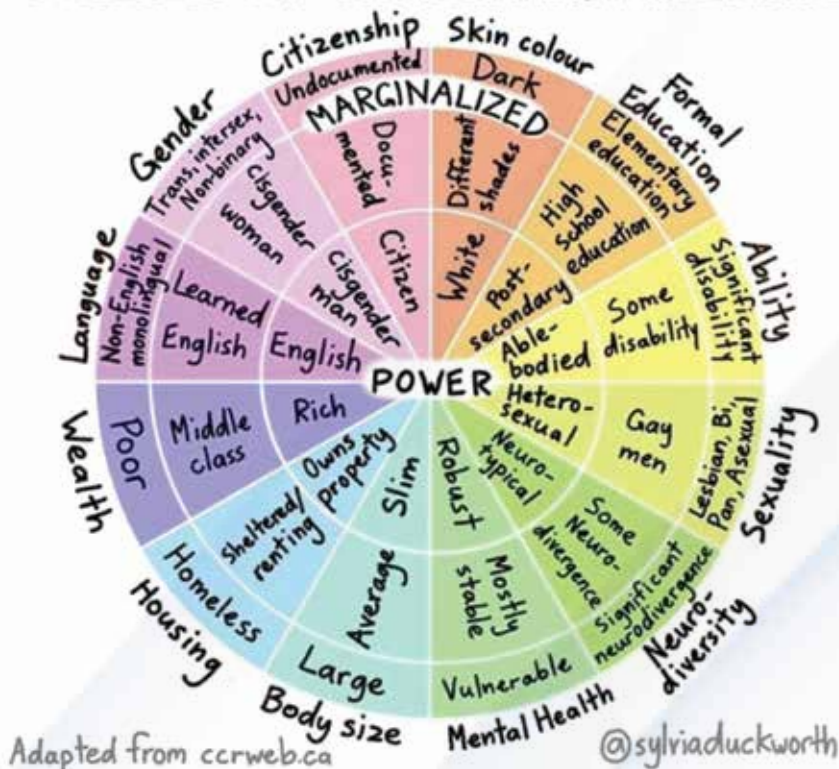 Citizenship
Undocumented
Documented
Citizen
Skin colour
Dark
Different
shades
White
Formal
Education
Elementary
education
High
school
education
Post-
secondary
Ability
Significant
disability
Some
disability
Able-
bodied
Sexuality
Lesbian, Bi,
Pan, Asexual
Gay
men
Hetero-
sexual
Neuro-
diversity
Significant
neurodivergence
Some
Neuro-
divergence
Neuro-
typical
Mental Health
Vulnerable
Mostly
stable
Robust
Body size
Large
Average
Slim
Housing
Homeless
Sheltered/
renting
Owns
property
Wealth
Poor
Middle
class
Rich
Language
Non-English
monolingual
Learned
English
English
Gender
Trans, intersex,
Non-binary
cisgender
woman
cisgender
man
MARGINALIZED
POWER
Adapted from ccrweb.ca
@sylviaduckworth